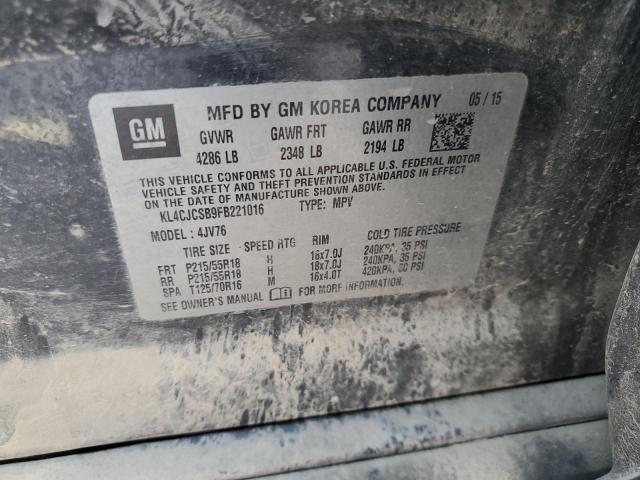 GM
MFD BY GM KOREA COMPANY 05 / 15
GVWR GAWR FRT GAWR RR
4286 LB 2348 LB 2194 LB
THIS VEHICLE CONFORMS TO ALL APPLICABLE U.S. FEDERAL MOTOR
VEHICLE SAFETY AND THEFT PREVENTION STANDARDS IN EFFECT
ON THE DATE OF MANUFACTURE SHOWN ABOVE.
KL4CJCSB9FB221016 TYPE: MPV
MODEL: 4JV76
TIRE SIZE SPEED RTG RIM COLD TIRE PRESSURE
FRT P215/55R18 H 18x7.0J 240KPA, 35 PSI
RR P215/55R18 H 18x7.0J 240KPA, 35 PSI
SPA T125/70R16 M 16x4.0T 420KPA, 60 PSI
SEE OWNER'S MANUAL FOR MORE INFORMATION.